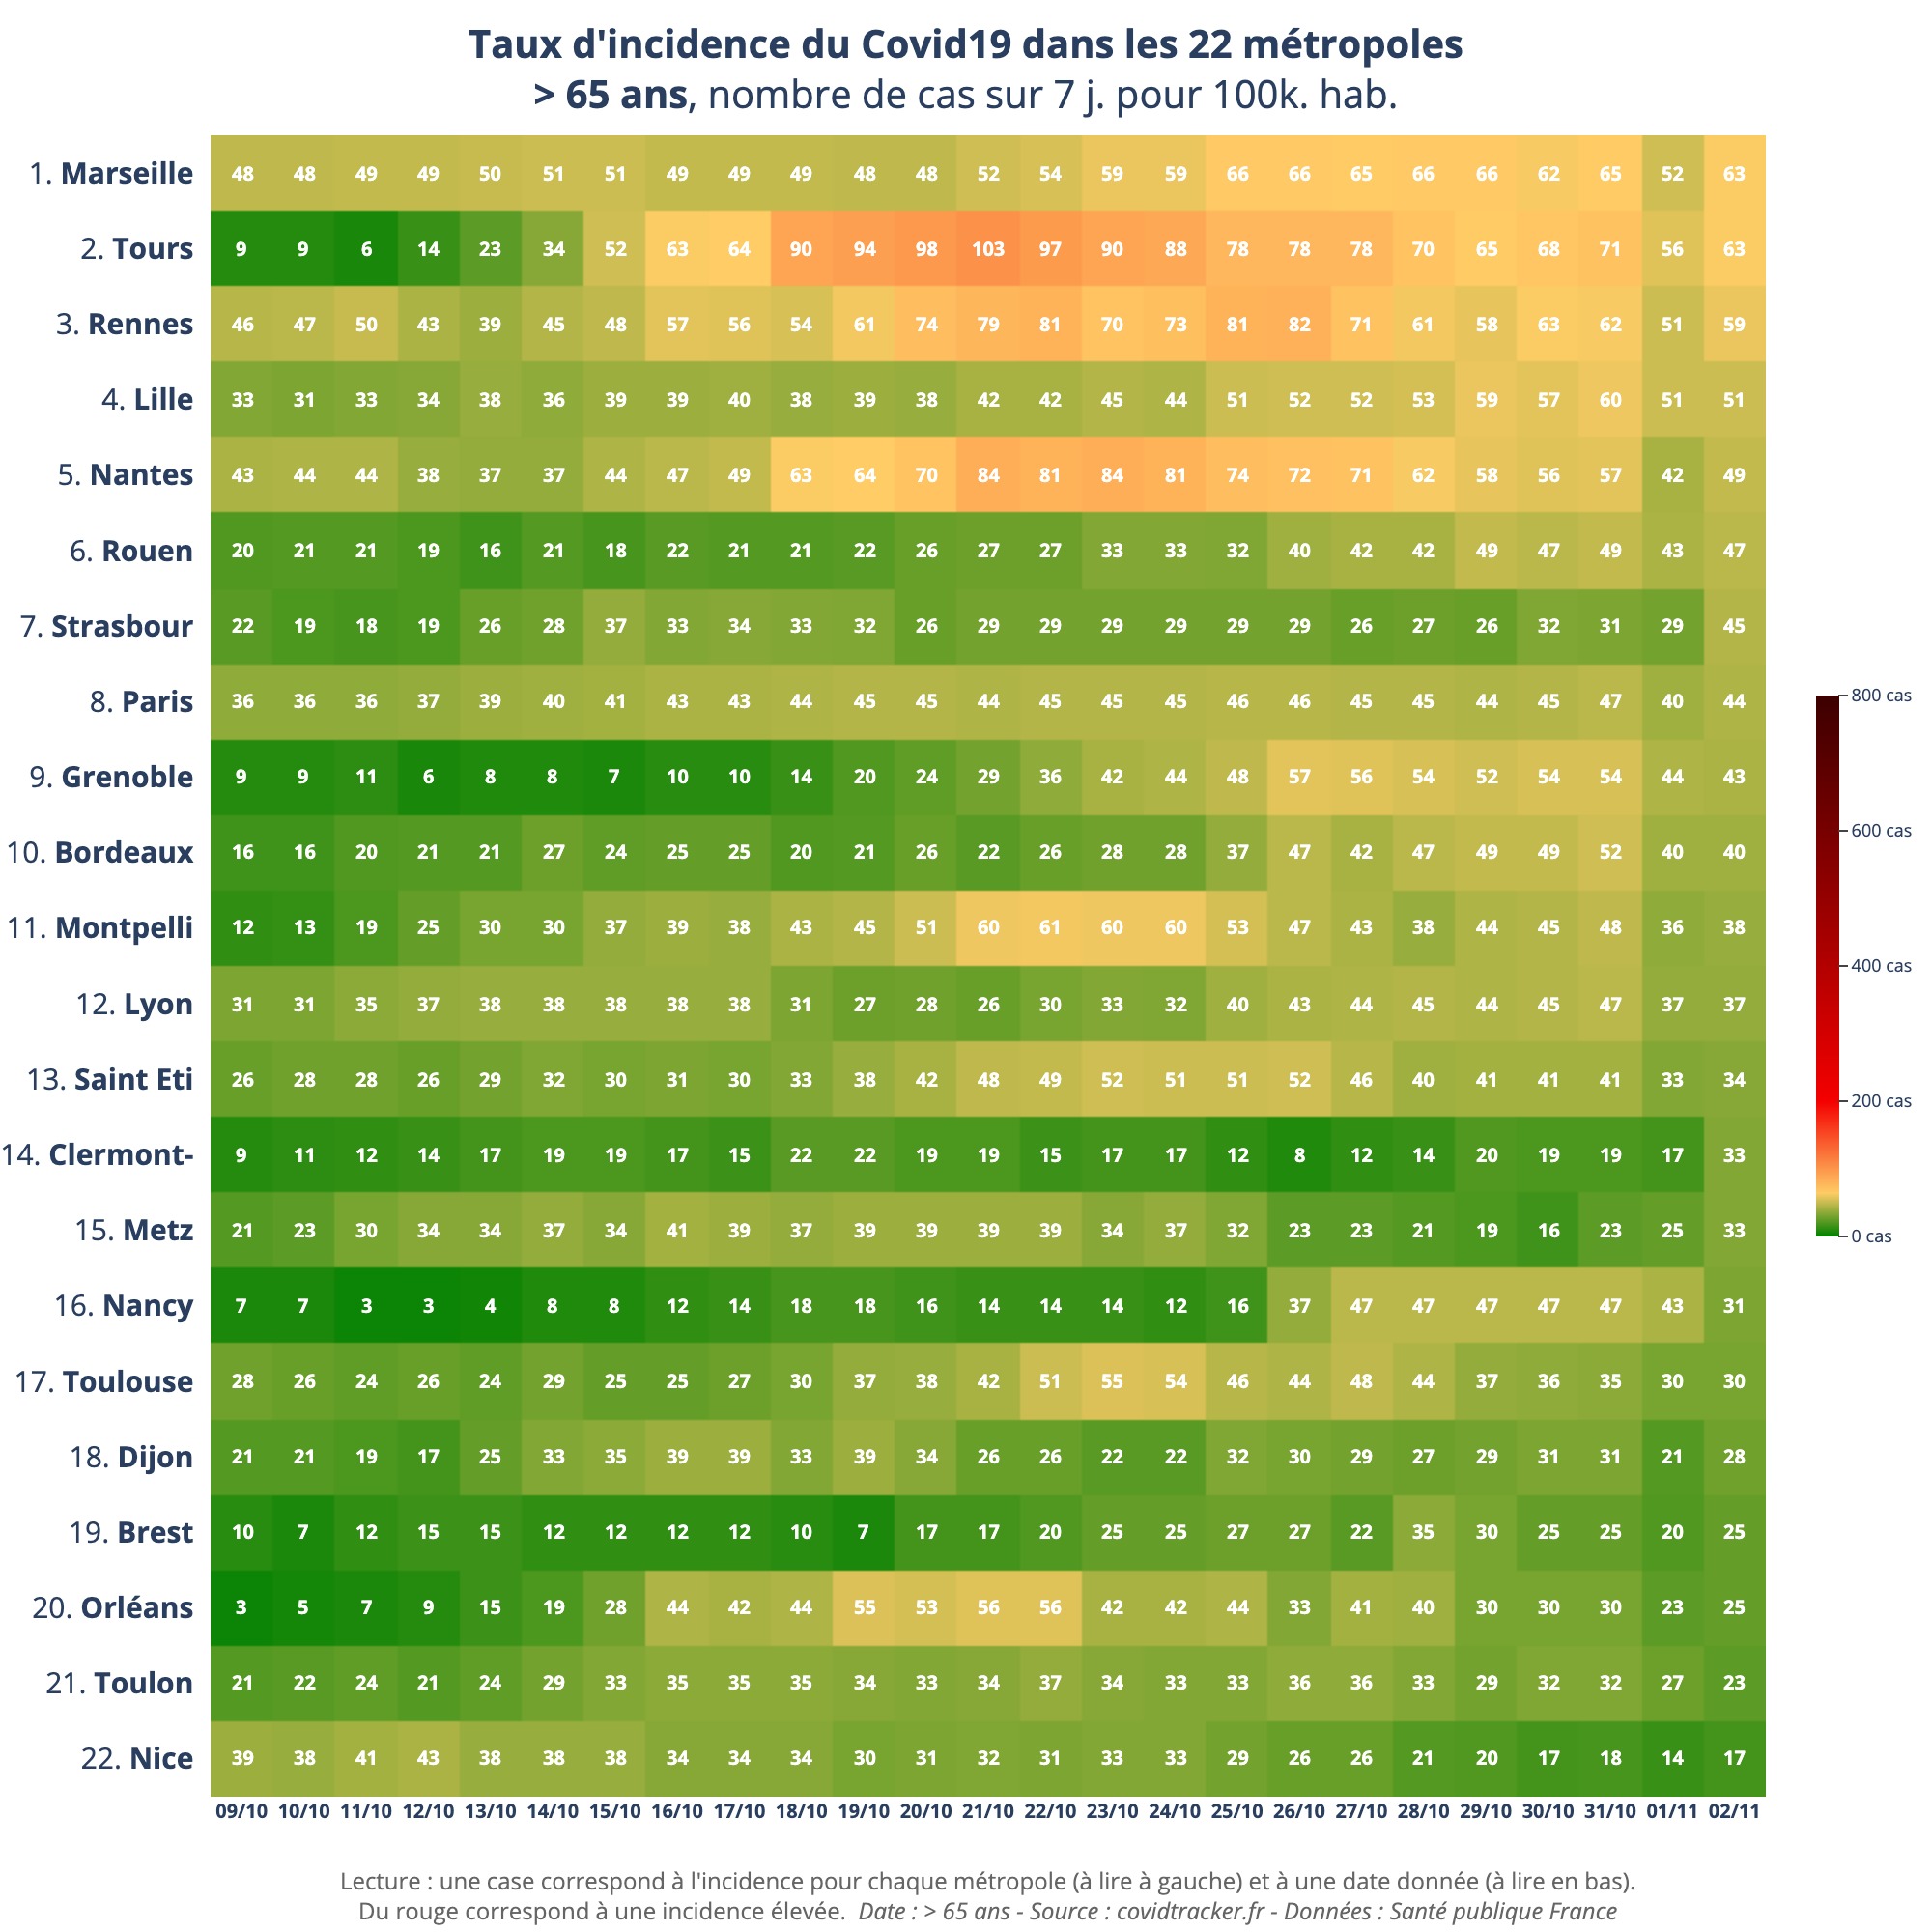 Taux d'incidence du Covid19 dans les 22 métropoles
> 65 ans, nombre de cas sur 7 j. pour 100k. hab.
1. Marseille 48 48 49 49 50 51 51 49 49 49 48 48 52 54 59 59 66 66 65 66 66 62 65 52 63
2. Tours 9 9 6 14 23 34 52 63 64 90 94 98 103 97 90 88 78 78 78 70 65 68 71 56 63
3. Rennes 46 47 50 43 39 45 48 57 56 54 61 74 79 81 70 73 81 82 71 61 58 63 62 51 59
4. Lille 33 31 33 34 38 36 39 39 40 38 39 38 42 42 45 44 51 52 52 53 59 57 60 51 51
5. Nantes 43 44 44 38 37 37 44 47 49 63 64 70 84 81 84 81 74 72 71 62 58 56 57 42 49
6. Rouen 20 21 21 19 16 21 18 22 21 21 22 26 27 27 33 33 32 40 42 42 49 47 49 43 47
7. Strasbour 22 19 18 19 26 28 37 33 34 33 32 26 29 29 29 29 29 29 26 27 26 32 31 29 45
8. Paris 36 36 36 37 39 40 41 43 43 44 45 45 44 45 45 45 46 46 45 45 44 45 47 40 44
800 cas
9. Grenoble 9 9 11 6 8 8 7 10 10 14 20 24 29 36 42 44 48 57 56 54 52 54 54 44 43
600 cas
10. Bordeaux 16 16 20 21 21 27 24 25 25 20 21 26 22 26 28 28 37 47 42 47 49 49 52 40 40
11. Montpelli 12 13 19 25 30 30 37 39 38 43 45 51 60 61 60 60 53 47 43 38 44 45 48 36 38
400 cas
12. Lyon 31 31 35 37 38 38 38 38 38 31 27 28 26 30 33 32 40 43 44 45 44 45 47 37 37
13. Saint Eti 26 28 28 26 29 32 30 31 30 33 38 42 48 49 52 51 51 52 46 40 41 41 41 33 34
200 cas
14. Clermont- 9 11 12 14 17 19 19 17 15 22 22 19 19 15 17 17 12 8 12 14 20 19 19 17 33
15. Metz 21 23 30 34 34 37 34 41 39 37 39 39 39 39 34 37 32 23 23 21 19 16 23 25 33
0 cas
16. Nancy 7 7 3 3 4 8 8 12 14 18 18 16 14 14 14 12 16 37 47 47 47 47 47 43 31
17. Toulouse 28 26 24 26 24 29 25 25 27 30 37 38 42 51 55 54 46 44 48 44 37 36 35 30 30
18. Dijon 21 21 19 17 25 33 35 39 39 33 39 34 26 26 22 22 32 30 29 27 29 31 31 21 28
19. Brest 10 7 12 15 15 12 12 12 12 10 7 17 17 20 25 25 27 27 22 35 30 25 25 20 25
20. Orléans 3 5 7 9 15 19 28 44 42 44 55 53 56 56 42 42 44 33 41 40 30 30 30 23 25
21. Toulon 21 22 24 21 24 29 33 35 35 35 34 33 34 37 34 33 33 36 36 33 29 32 32 27 23
22. Nice 39 38 41 43 38 38 38 34 34 34 30 31 32 31 33 33 29 26 26 21 20 17 18 14 17
09/10 10/10 11/10 12/10 13/10 14/10 15/10 16/10 17/10 18/10 19/10 20/10 21/10 22/10 23/10 24/10 25/10 26/10 27/10 28/10 29/10 30/10 31/10 01/11 02/11
Lecture : une case correspond à l'incidence pour chaque métropole (à lire à gauche) et à une date donnée (à lire en bas).
Du rouge correspond à une incidence élevée. Date : > 65 ans - Source : covidtracker.fr - Données : Santé publique France